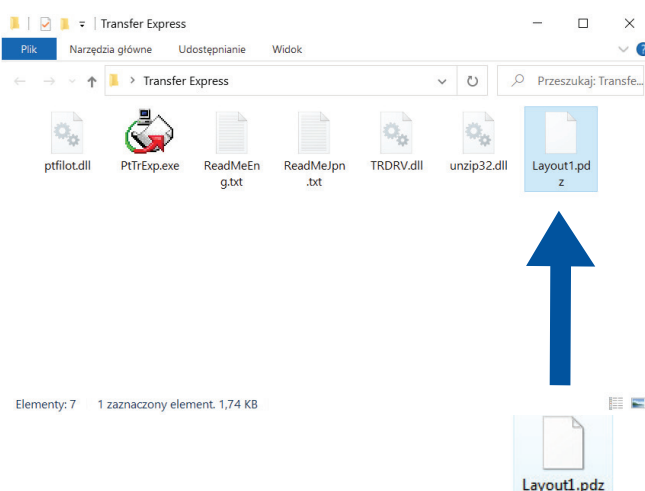 Transfer Express
Plik Narzędzia główne Udostępnianie Widok
Transfer Express Przeszukaj: Transfe...
ptfilot.dll PtTrExp.exe ReadMeEn ReadMeJpn TRDRV.dll unzip32.dll Layout1.pd
g.txt .txt z
Elementy: 7 1 zaznaczony element. 1,74 KB
Layout1.pdz